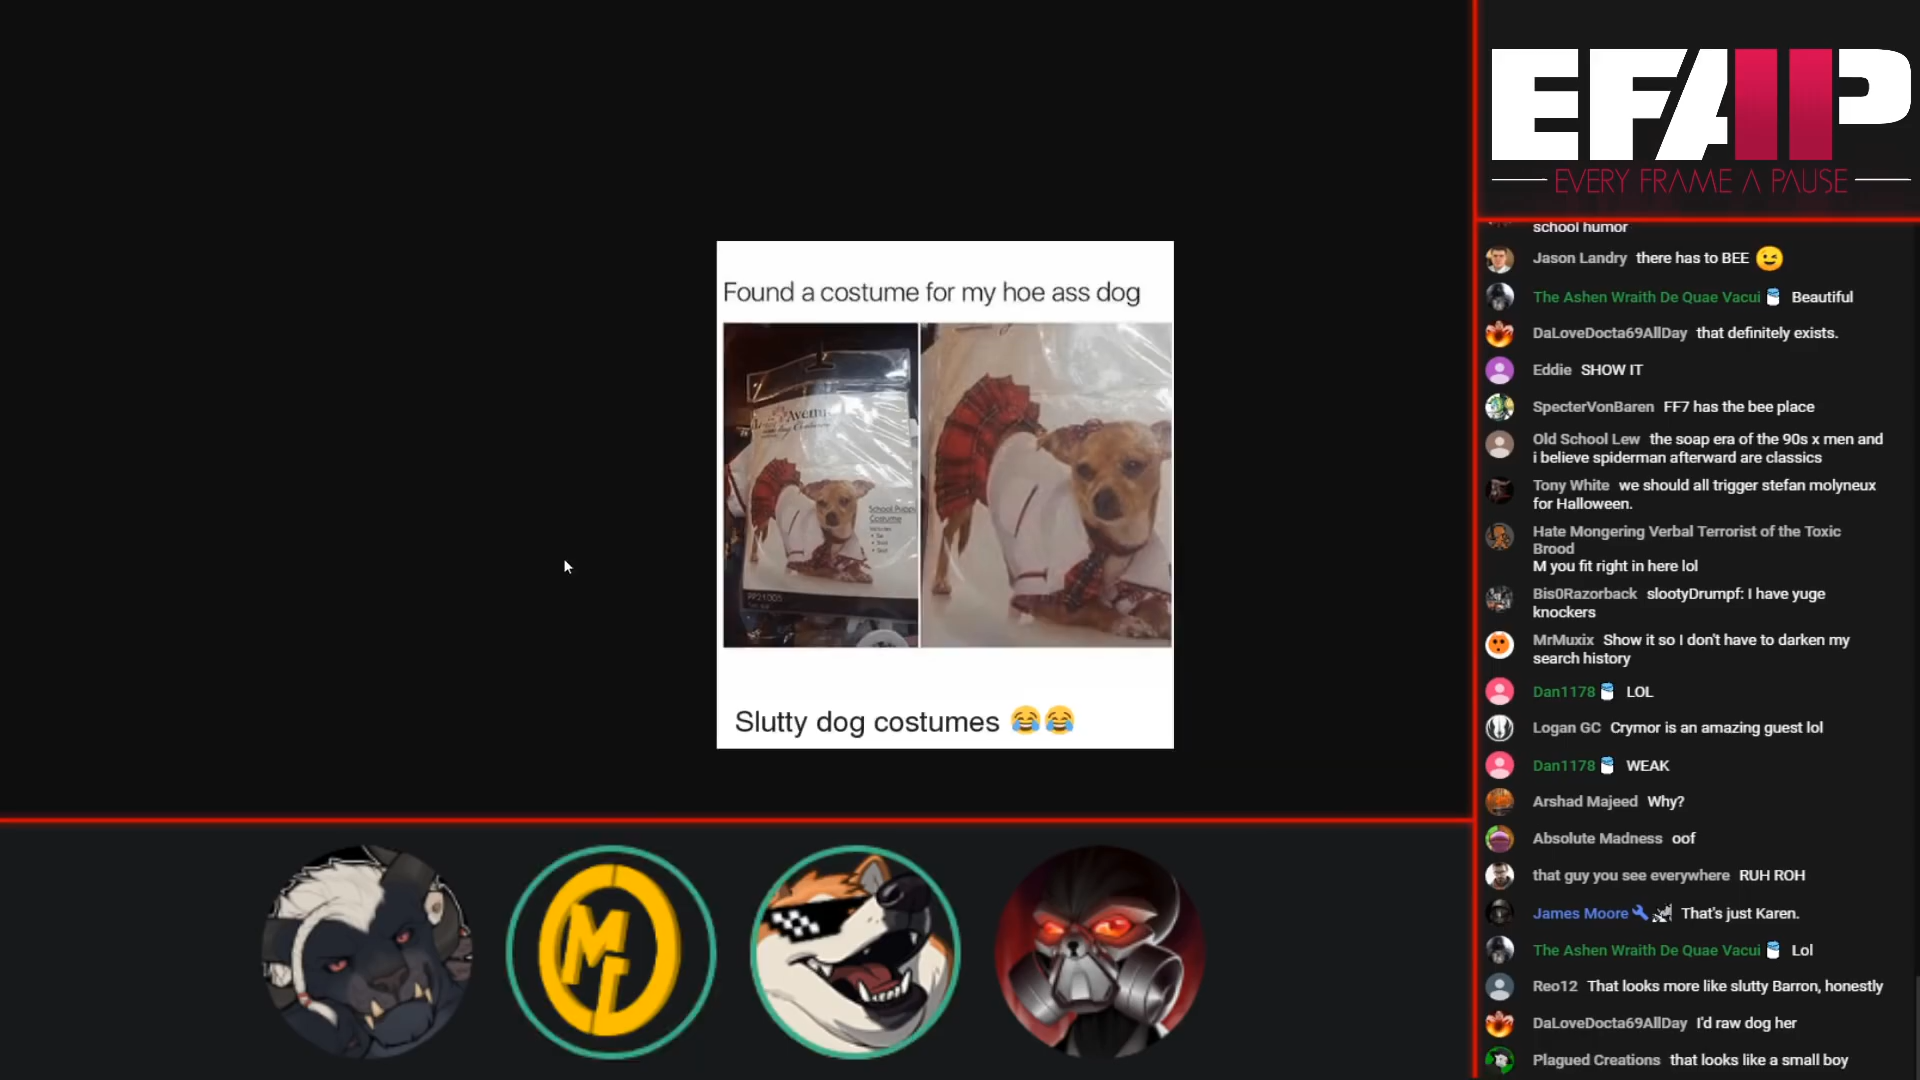 Found a costume for my hoe ass dog
Avenu
School Puppy
Costume
Slutty dog costumes 😂😂
ML
EFAP
EVERY FRAME A PAUSE
school humor
Jason Landry there has to BEE 😉
The Ashen Wraith De Quae Vacui Beautiful
DaLoveDocta69AllDay that definitely exists.
Eddie SHOW IT
SpecterVonBaren FF7 has the bee place
Old School Lew the soap era of the 90s x men and
i believe spiderman afterward are classics
Tony White we should all trigger stefan molyneux
for Halloween.
Hate Mongering Verbal Terrorist of the Toxic
Brood
M you fit right in here lol
Bis0Razorback slootyDrumpf: I have yuge
knockers
MrMuxix Show it so I don't have to darken my
search history
Dan1178 LOL
Logan GC Crymor is an amazing guest lol
Dan1178 WEAK
Arshad Majeed Why?
Absolute Madness oof
that guy you see everywhere RUH ROH
James Moore That's just Karen.
The Ashen Wraith De Quae Vacui Lol
Reo12 That looks more like slutty Barron, honestly
DaLoveDocta69AllDay I'd raw dog her
Plagued Creations that looks like a small boy